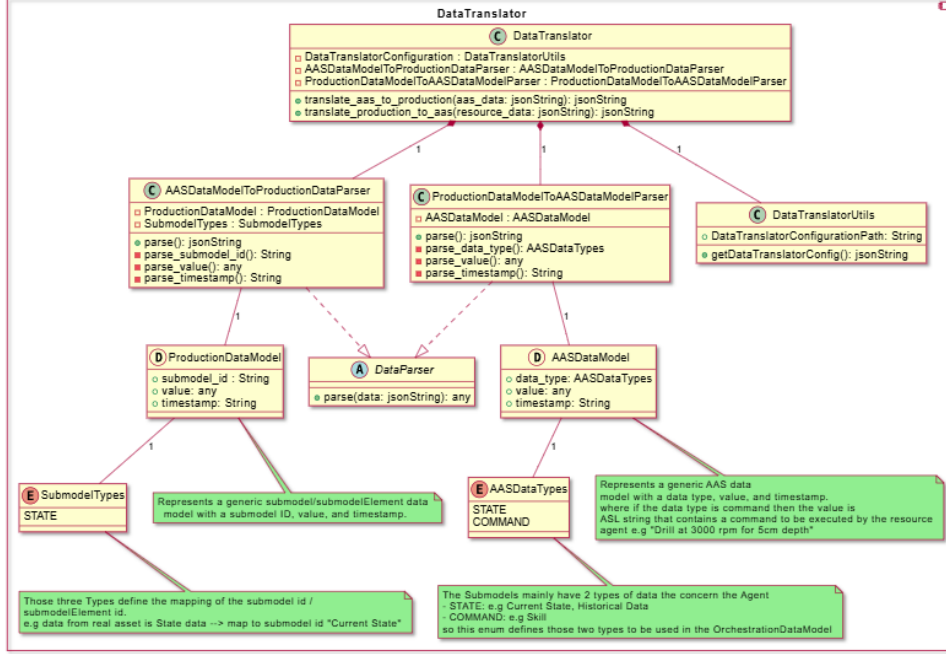 DataTranslator
C DataTranslator
DataTranslatorConfiguration : DataTranslatorUtils
AASDataModelToProductionDataParser : AASDataModelToProductionDataParser
ProductionDataModelToAASDataModelParser : ProductionDataModelToAASDataModelParser
translate_aas_to_production(aas_data: jsonString): jsonString
translate_production_to_aas(resource_data: jsonString): jsonString
1
1
1
C AASDataModelToProductionDataParser
ProductionDataModel : ProductionDataModel
SubmodelTypes : SubmodelTypes
parse(): jsonString
parse_submodel_id(): String
parse_value(): any
parse_timestamp(): String
C ProductionDataModelToAASDataModelParser
AASDataModel : AASDataModel
parse(): jsonString
parse_data_type(): AASDataTypes
parse_value(): any
parse_timestamp(): String
C DataTranslatorUtils
DataTranslatorConfigurationPath: String
getDataTranslatorConfig(): jsonString
1
1
D ProductionDataModel
submodel_id : String
value: any
timestamp: String
A DataParser
parse(data: jsonString): any
D AASDataModel
data_type: AASDataTypes
value: any
timestamp: String
1
1
E SubmodelTypes
STATE
Represents a generic submodel/submodelElement data
model with a submodel ID, value, and timestamp.
E AASDataTypes
STATE
COMMAND
Represents a generic AAS data
model with a data type, value, and timestamp.
where if the data type is command then the value is
ASL string that contains a command to be executed by the resource
agent e.g "Drill at 3000 rpm for 5cm depth"
Those three Types define the mapping of the submodel id /
submodelElement id.
e.g data from real asset is State data --> map to submodel id "Current State"
The Submodels mainly have 2 types of data the concern the Agent
- STATE: e.g Current State, Historical Data
- COMMAND: e.g Skill
so this enum defines those two types to be used in the OrchestrationDataModel